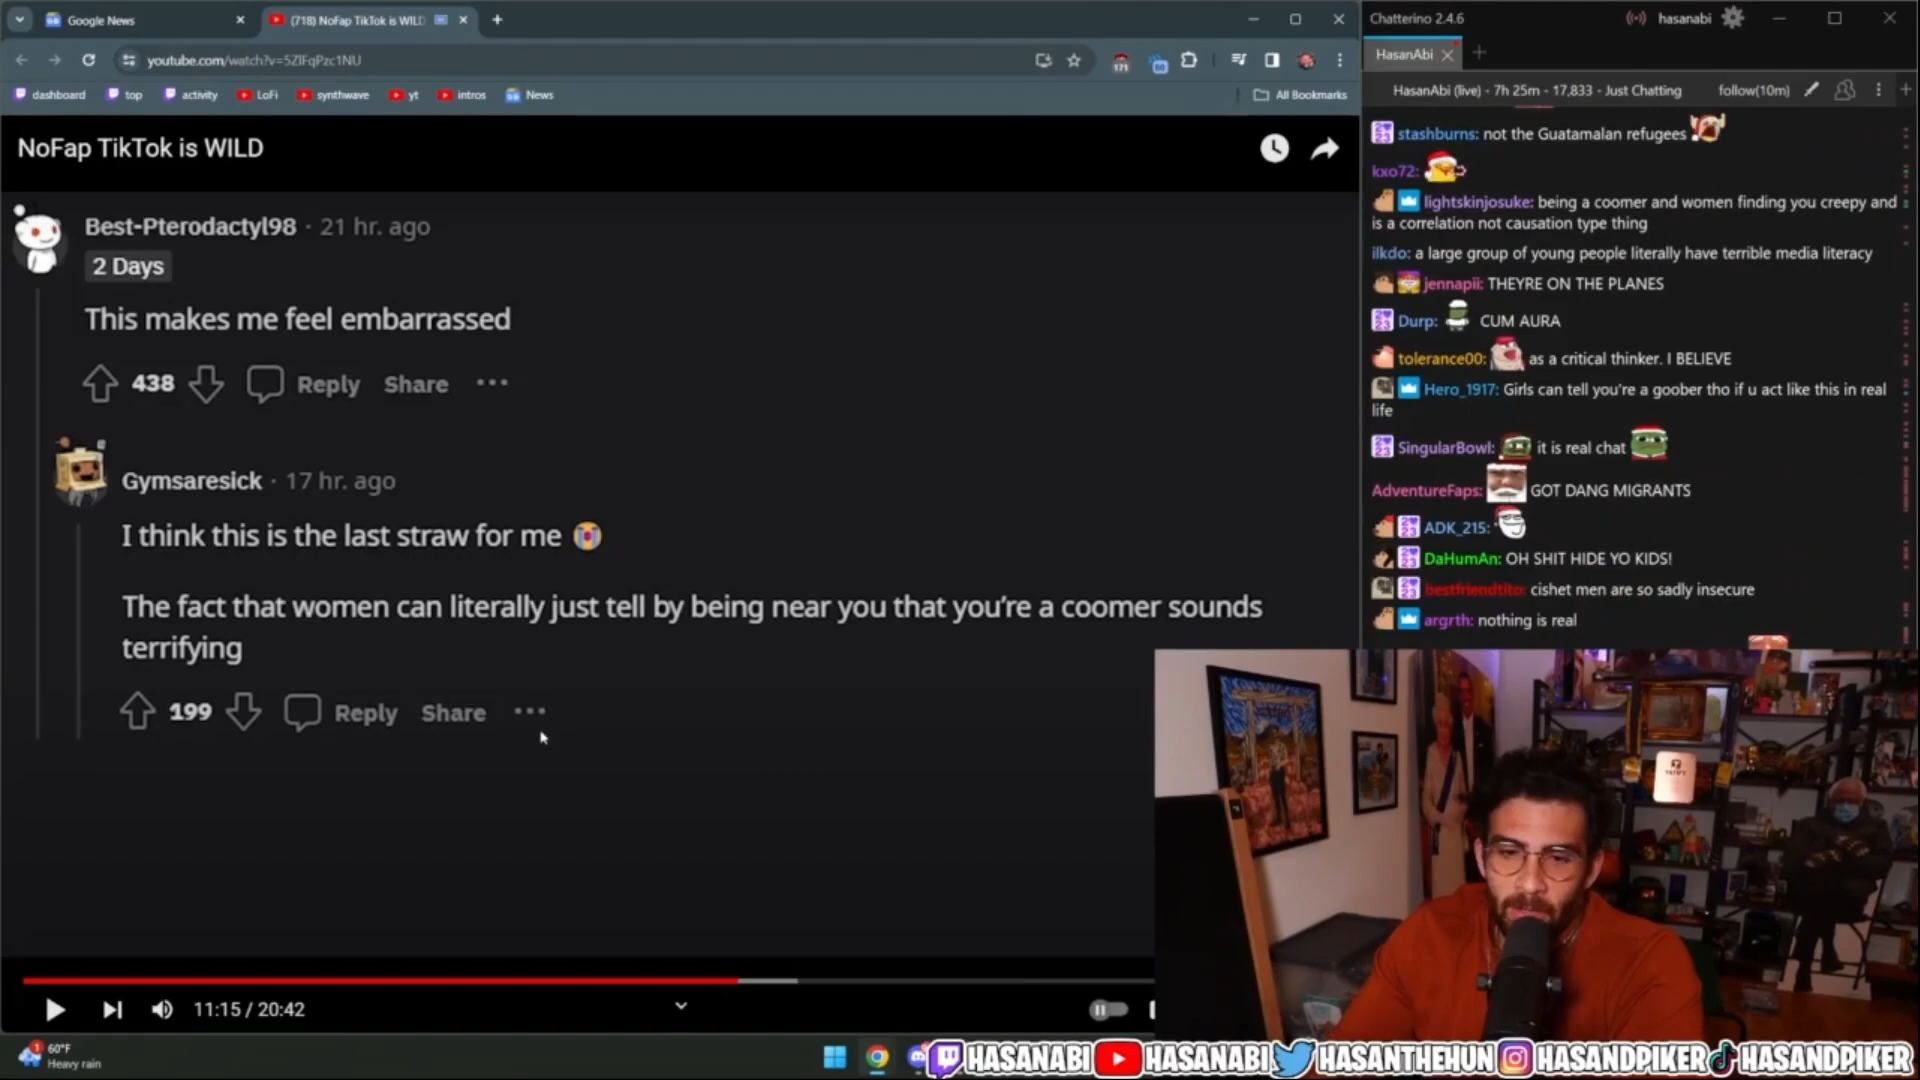 Google News
(718) NoFap TikTok is WILD
youtube.com/watch?v=5ZlFqPzc1NU
171
dashboard
top
activity
LoFi
synthwave
yt
intros
News
All Bookmarks
NoFap TikTok is WILD
Best-Pterodactyl98 · 21 hr. ago
2 Days
This makes me feel embarrassed
438
Reply
Share
Gymsaresick · 17 hr. ago
I think this is the last straw for me
The fact that women can literally just tell by being near you that you're a coomer sounds
terrifying
199
Reply
Share
11:15 / 20:42
60°F
Heavy rain
Chatterino 2.4.6
hasanabi
HasanAbi
HasanAbi (live) - 7h 25m - 17,833 - Just Chatting
follow(10m)
stashburns: not the Guatamalan refugees
kxo72:
lightskinjosuke: being a coomer and women finding you creepy and
is a correlation not causation type thing
ilkdo: a large group of young people literally have terrible media literacy
jennapii: THEYRE ON THE PLANES
Durp: CUM AURA
tolerance00: as a critical thinker. I BELIEVE
Hero_1917: Girls can tell you're a goober tho if u act like this in real
life
SingularBowl: it is real chat
AdventureFaps: GOT DANG MIGRANTS
ADK_215:
DaHumAn: OH SHIT HIDE YO KIDS!
bestfriendtito: cishet men are so sadly insecure
argrth: nothing is real
HASANABI
HASANABI
HASANTHEHUN
HASANDPIKER
HASANDPIKER